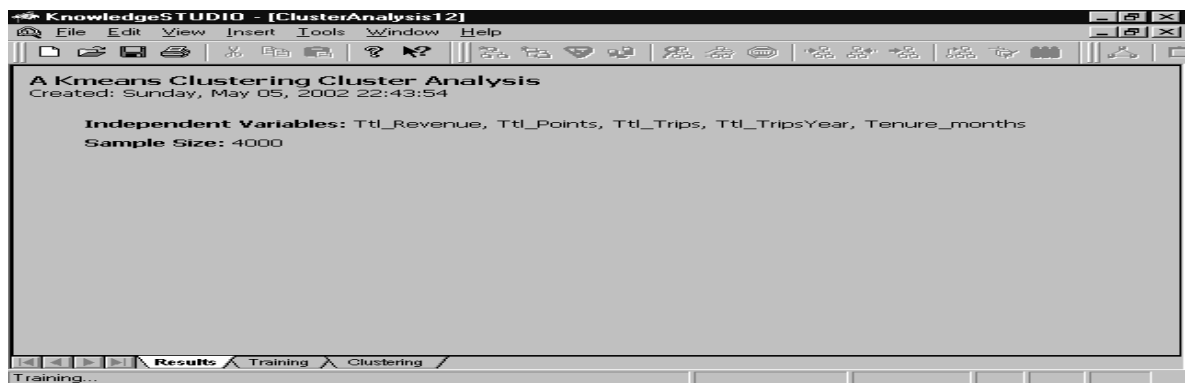 KnowledgeSTUDIO - [ClusterAnalysis12]
File Edit View Insert Tools Window Help
A Kmeans Clustering Cluster Analysis
Created: Sunday, May 05, 2002 22:43:54
Independent Variables: Ttl_Revenue, Ttl_Points, Ttl_Trips, Ttl_TripsYear, Tenure_months
Sample Size: 4000
Results Training Clustering
Training...